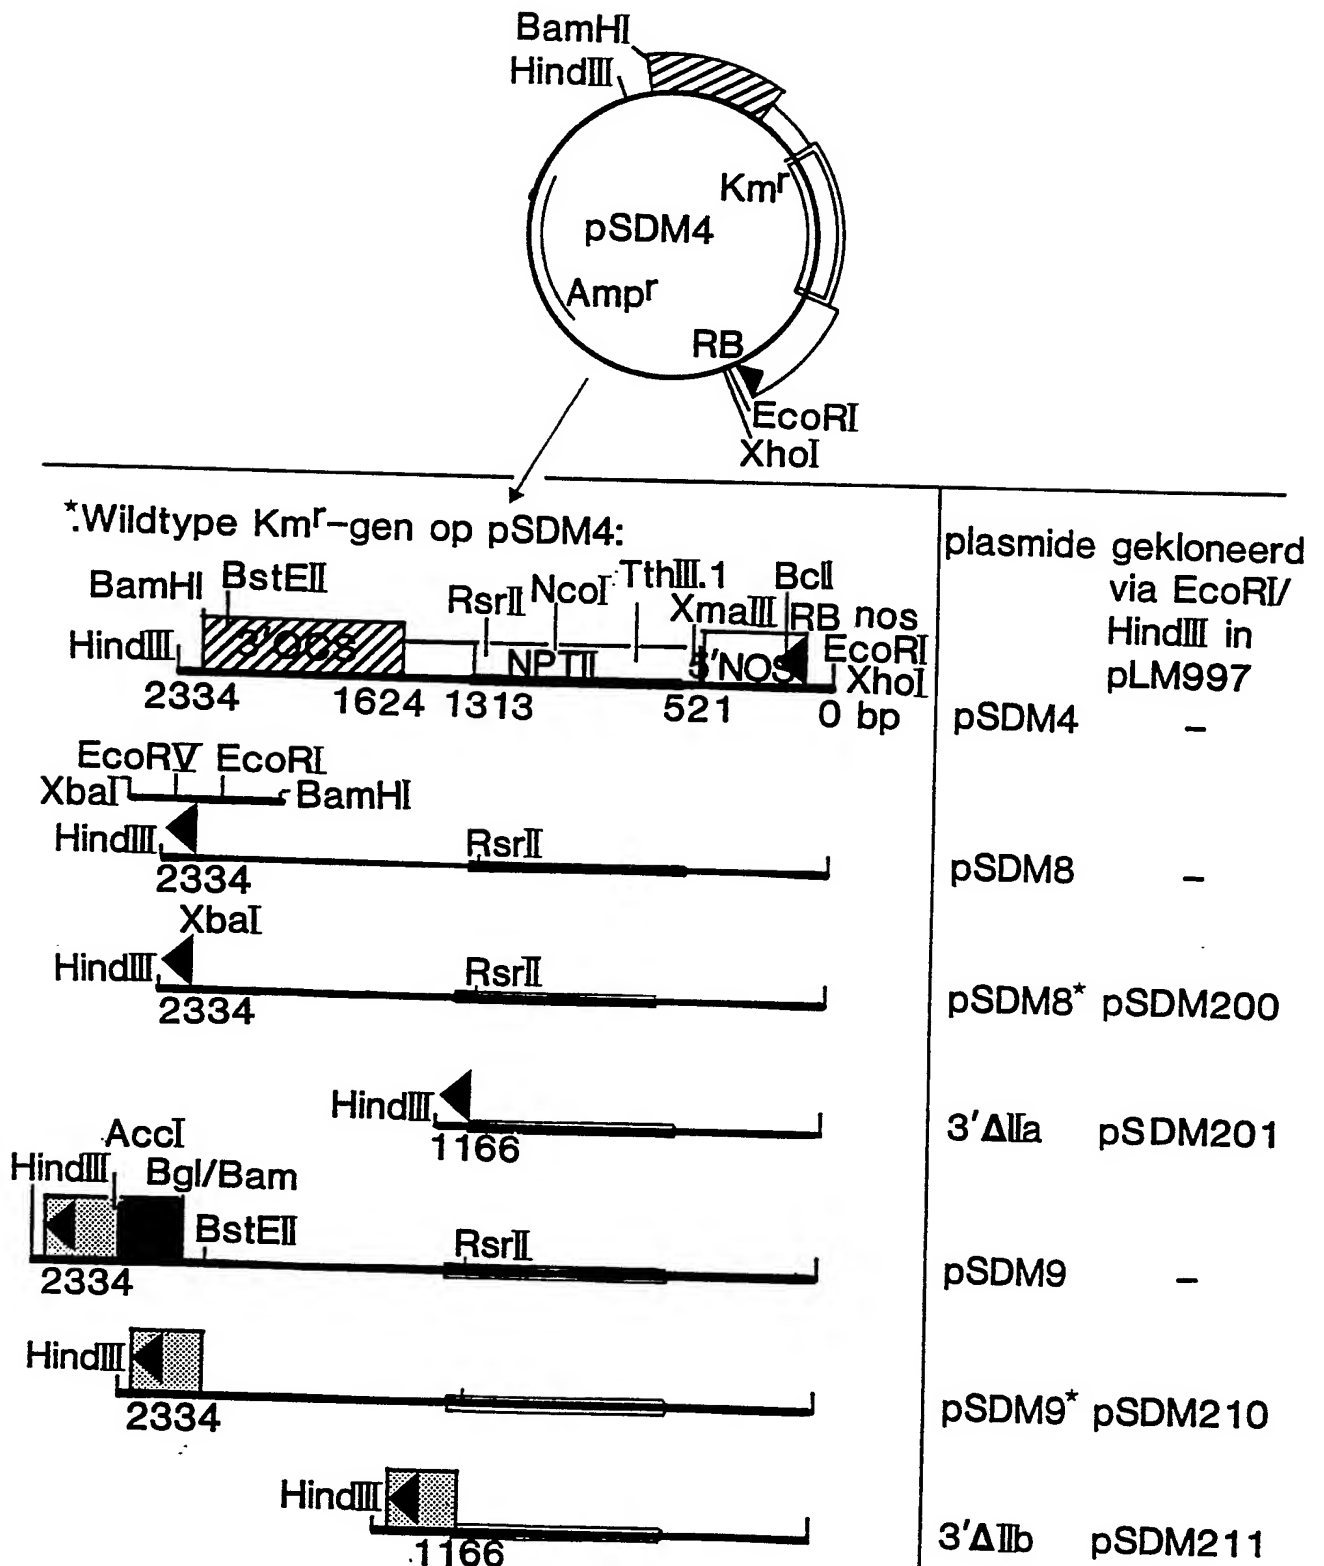 BamHI
HindIII
Kmʳ
pSDM4
Ampʳ
RB
EcoRI
XhoI
*.Wildtype Kmʳ-gen op pSDM4:
plasmide gekloneerd
via EcoRI/
HindIII in
pLM997
BamHI BstEII RsrII NcoI TthIII.1 BclI
XmaIII RB nos
HindIII 3'OCS NPTII 5'NOS EcoRI
XhoI
2334 1624 1313 521 0 bp
pSDM4 –
EcoRV EcoRI
XbaI BamHI
HindIII RsrII
2334
pSDM8 –
XbaI
HindIII RsrII
2334
pSDM8* pSDM200
HindIII
1166
3'ΔIIa pSDM201
AccI
HindIII Bgl/Bam
BstEII RsrII
2334
pSDM9 –
HindIII
2334
pSDM9* pSDM210
HindIII
1166
3'ΔIIb pSDM211